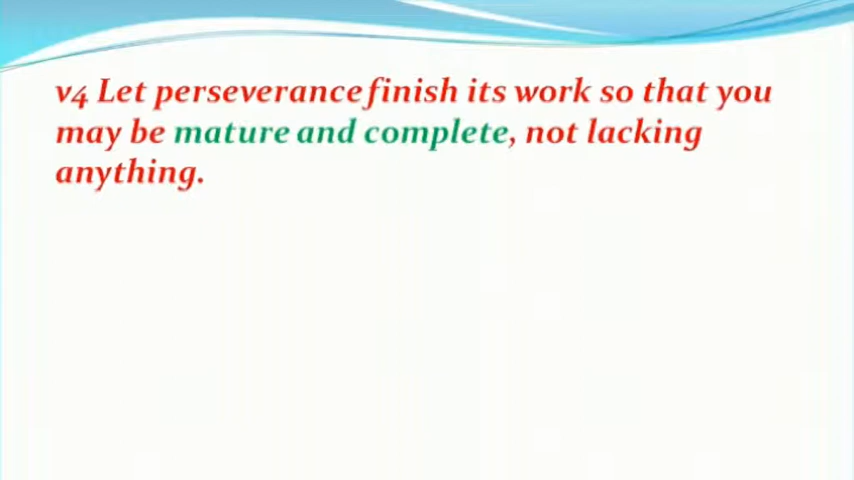 v4 Let perseverance finish its work so that you
may be mature and complete, not lacking
anything.